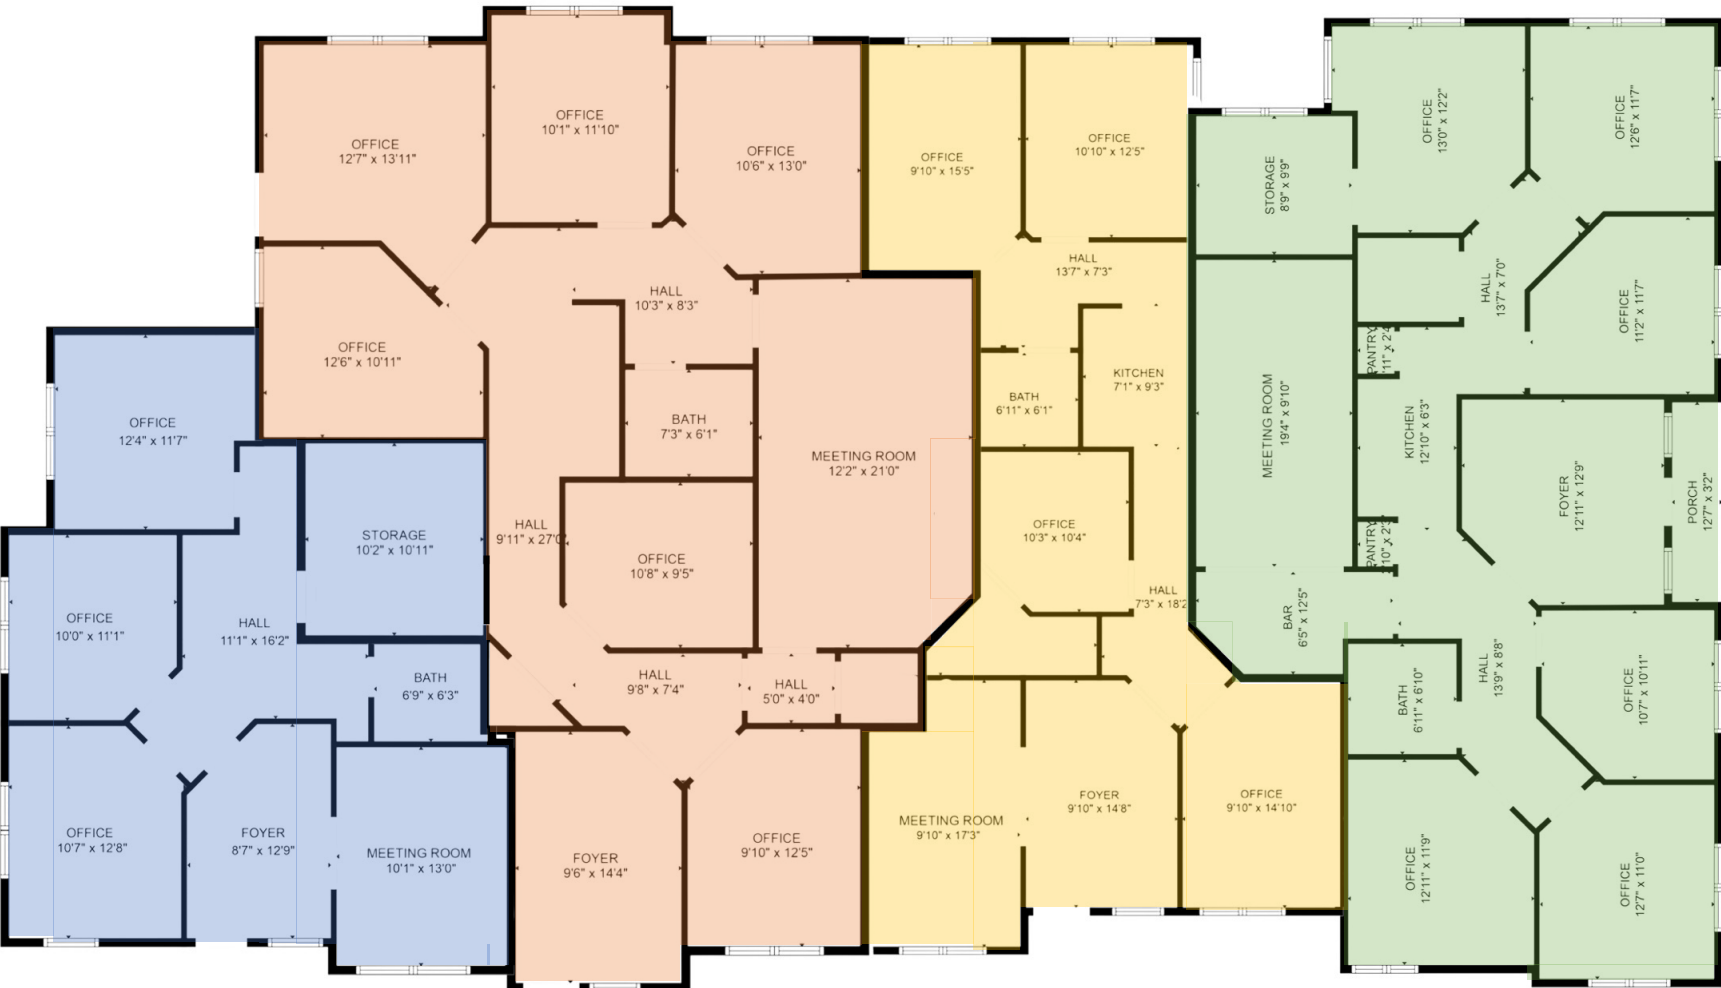 OFFICE
12'4" x 11'7"
OFFICE
10'0" x 11'1"
HALL
11'1" x 16'2"
STORAGE
10'2" x 10'11"
BATH
6'9" x 6'3"
OFFICE
10'7" x 12'8"
FOYER
8'7" x 12'9"
MEETING ROOM
10'1" x 13'0"
OFFICE
12'7" x 13'11"
OFFICE
10'1" x 11'10"
OFFICE
10'6" x 13'0"
OFFICE
12'6" x 10'11"
HALL
10'3" x 8'3"
BATH
7'3" x 6'1"
MEETING ROOM
12'2" x 21'0"
HALL
9'11" x 27'0"
OFFICE
10'8" x 9'5"
HALL
9'8" x 7'4"
HALL
5'0" x 4'0"
FOYER
9'6" x 14'4"
OFFICE
9'10" x 12'5"
OFFICE
9'10" x 15'5"
OFFICE
10'10" x 12'5"
HALL
13'7" x 7'3"
KITCHEN
7'1" x 9'3"
BATH
6'11" x 6'1"
OFFICE
10'3" x 10'4"
HALL
7'3" x 18'2
MEETING ROOM
9'10" x 17'3"
FOYER
9'10" x 14'8"
OFFICE
9'10" x 14'10"
STORAGE
8'9" x 9'9"
OFFICE
13'0" x 12'2"
OFFICE
12'6" x 11'7"
HALL
13'7" x 7'0"
OFFICE
11'2" x 11'7"
PANTRY
MEETING ROOM
19'4" x 9'10"
KITCHEN
12'10" x 6'3"
FOYER
12'11" x 12'9"
PORCH
12'7" x 3'2"
PANTRY
BAR
6'5" x 12'5"
BATH
6'11" x 6'10"
HALL
13'9" x 8'8"
OFFICE
10'7" x 10'11"
OFFICE
12'11" x 11'9"
OFFICE
12'7" x 11'0"